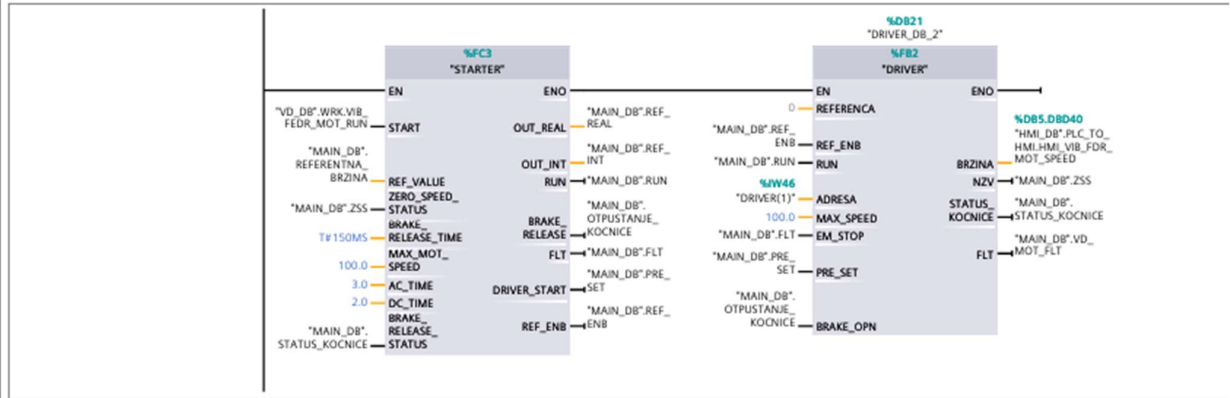 %DB21
"DRIVER_DB_2"
%FC3
"STARTER"
EN
ENO
"VD_DB".WRK.VIB_
FEDR_MOT_RUN
START
"MAIN_DB".
REFERENTNA_
BRZINA
REF_VALUE
"MAIN_DB".ZSS
ZERO_SPEED_
STATUS
T#150MS
BRAKE_
RELEASE_TIME
100.0
MAX_MOT_
SPEED
3.0
AC_TIME
2.0
DC_TIME
"MAIN_DB".
STATUS_KOCNICE
BRAKE_
RELEASE_
STATUS
OUT_REAL
"MAIN_DB".REF_
REAL
OUT_INT
"MAIN_DB".REF_
INT
RUN
"MAIN_DB".RUN
BRAKE_
RELEASE
"MAIN_DB".
OTPUSTANJE_
KOCNICE
FLT
"MAIN_DB".FLT
DRIVER_START
"MAIN_DB".PRE_
SET
REF_ENB
"MAIN_DB".REF_
ENB
%FB2
"DRIVER"
EN
ENO
0
REFERENCA
"MAIN_DB".REF_
ENB
REF_ENB
"MAIN_DB".RUN
RUN
%IW46
"DRIVER(1)"
ADRESA
100.0
MAX_SPEED
"MAIN_DB".FLT
EM_STOP
"MAIN_DB".PRE_
SET
PRE_SET
"MAIN_DB".
OTPUSTANJE_
KOCNICE
BRAKE_OPN
%DB5.DBD40
"HMI_DB".PLC_TO_
HMI.HMI_VIB_FDR_
MOT_SPEED
BRZINA
NZV
"MAIN_DB".ZSS
STATUS_
KOCNICE
"MAIN_DB".
STATUS_KOCNICE
FLT
"MAIN_DB".VD_
MOT_FLT